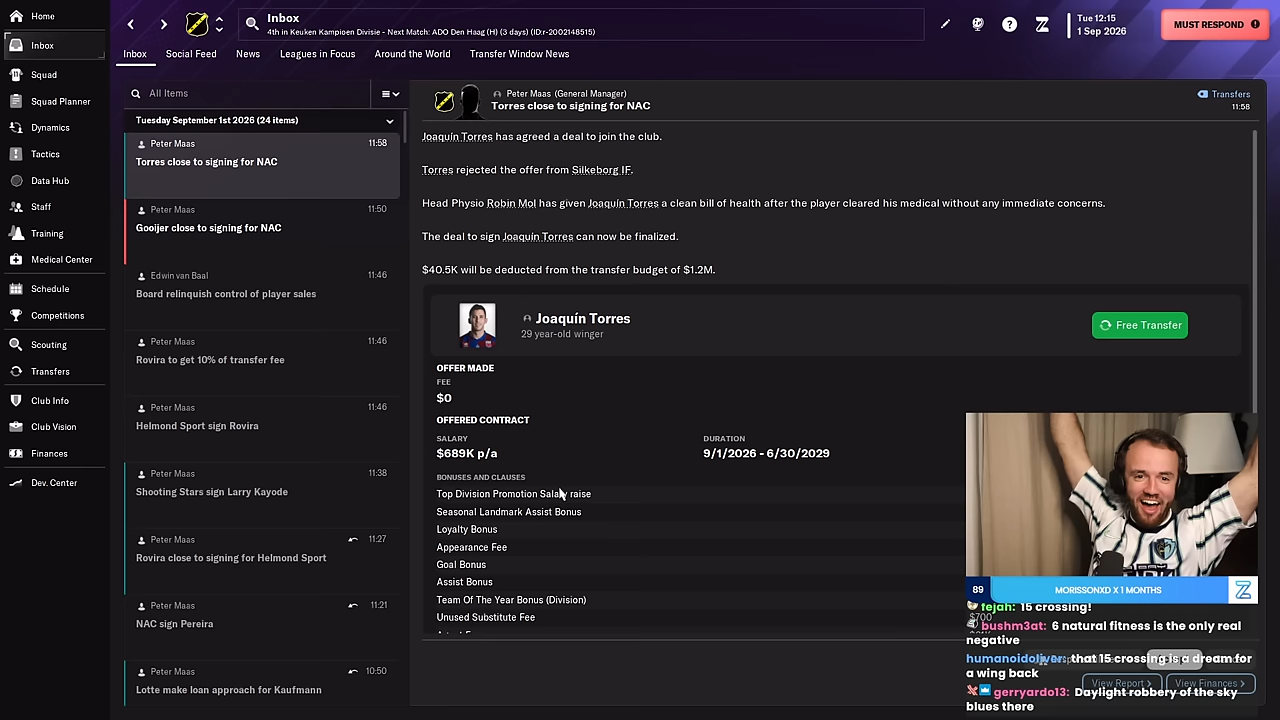 Home
Inbox
Squad
Squad Planner
Dynamics
Tactics
Data Hub
Staff
Training
Medical Center
Schedule
Competitions
Scouting
Transfers
Club Info
Club Vision
Finances
Dev. Center
Inbox
4th in Keuken Kampioen Divisie - Next Match: ADO Den Haag (H) (3 days) (ID:r-2002148515)
Tue 12:15
1 Sep 2026
MUST RESPOND
Inbox
Social Feed
News
Leagues in Focus
Around the World
Transfer Window News
All Items
Tuesday September 1st 2026 (24 items)
Peter Maas 11:58
Torres close to signing for NAC
Peter Maas 11:50
Gooijer close to signing for NAC
Edwin van Baal 11:46
Board relinquish control of player sales
Peter Maas 11:46
Rovira to get 10% of transfer fee
Peter Maas 11:46
Helmond Sport sign Rovira
Peter Maas 11:38
Shooting Stars sign Larry Kayode
Peter Maas 11:27
Rovira close to signing for Helmond Sport
Peter Maas 11:21
NAC sign Pereira
Peter Maas 10:50
Lotte make loan approach for Kaufmann
Peter Maas (General Manager)
Torres close to signing for NAC
Transfers
11:58
Joaquín Torres has agreed a deal to join the club.
Torres rejected the offer from Silkeborg IF.
Head Physio Robin Mol has given Joaquín Torres a clean bill of health after the player cleared his medical without any immediate concerns.
The deal to sign Joaquín Torres can now be finalized.
$40.5K will be deducted from the transfer budget of $1.2M.
Joaquín Torres
29 year-old winger
Free Transfer
OFFER MADE
FEE
$0
OFFERED CONTRACT
SALARY
$689K p/a
DURATION
9/1/2026 - 6/30/2029
BONUSES AND CLAUSES
Top Division Promotion Salary raise
Seasonal Landmark Assist Bonus
Loyalty Bonus
Appearance Fee
Goal Bonus
Assist Bonus
Team Of The Year Bonus (Division)
Unused Substitute Fee
$700
89
MORISSONXD X 1 MONTHS
fejah: 15 crossing!
bushm3at: 6 natural fitness is the only real
negative
humanoidoliver: that 15 crossing is a dream for
a wing back
gerryardo13: Daylight robbery of the sky
blues there
View Report
View Finances